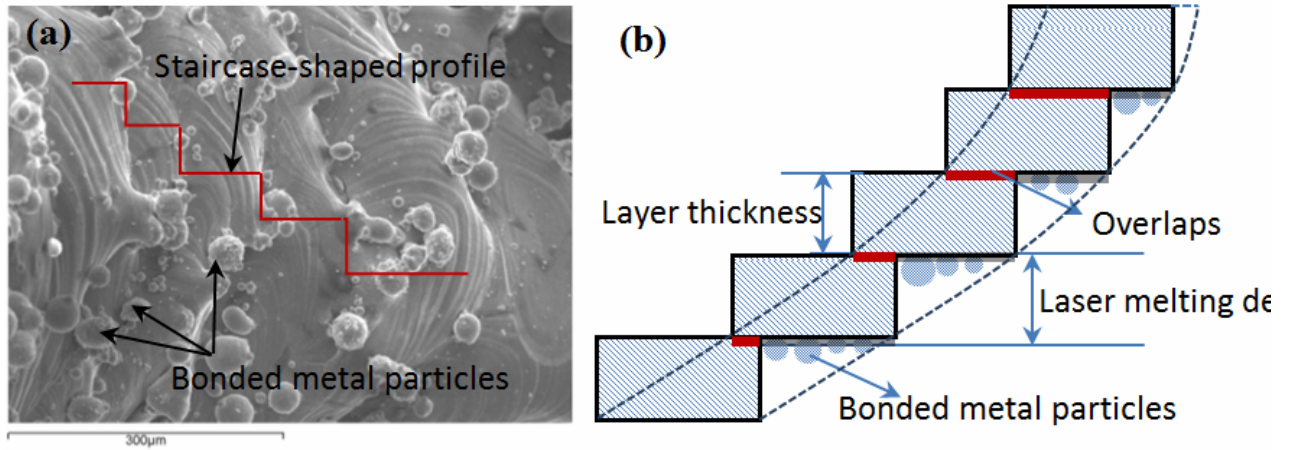 (a)
Staircase-shaped profile
Bonded metal particles
300µm
(b)
Layer thickness
Overlaps
Laser melting de
Bonded metal particles